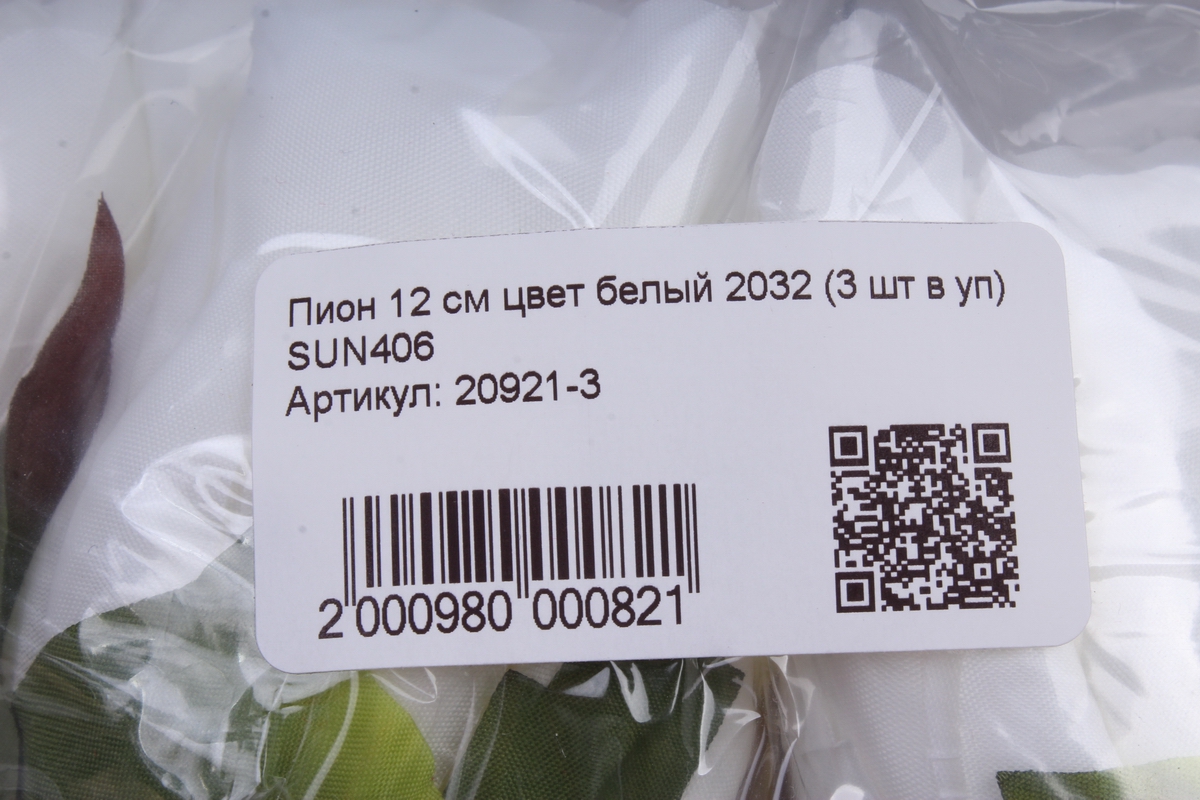 Пион 12 см цвет белый 2032 (3 шт в уп)
SUN406
Артикул: 20921-3
2 000980 000821